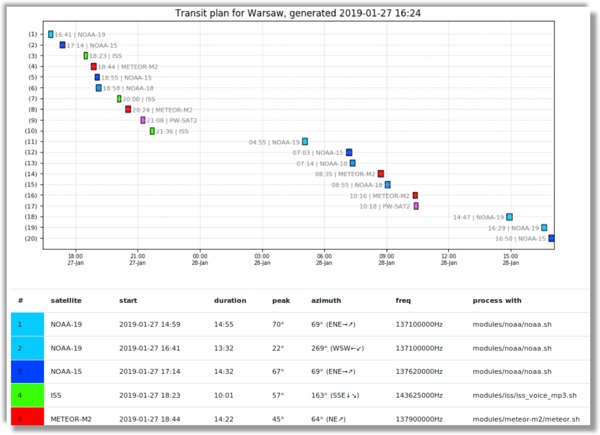 Transit plan for Warsaw, generated 2019-01-27 16:24
(1) 16:41 | NOAA-19
(2) 17:14 | NOAA-15
(3) 18:23 | ISS
(4) 18:44 | METEOR-M2
(5) 18:55 | NOAA-15
(6) 18:58 | NOAA-18
(7) 20:00 | ISS
(8) 20:24 | METEOR-M2
(9) 21:08 | PW-SAT2
(10) 21:36 | ISS
(11) 04:55 | NOAA-19
(12) 07:03 | NOAA-15
(13) 07:14 | NOAA-18
(14) 08:35 | METEOR-M2
(15) 08:55 | NOAA-18
(16) 10:16 | METEOR-M2
(17) 10:18 | PW-SAT2
(18) 14:47 | NOAA-19
(19) 16:29 | NOAA-19
(20) 16:50 | NOAA-15
18:00 21:00 00:00 03:00 06:00 09:00 12:00 15:00
27-Jan 27-Jan 28-Jan 28-Jan 28-Jan 28-Jan 28-Jan 28-Jan
# satellite start duration peak azimuth freq process with
1 NOAA-19 2019-01-27 14:59 14:55 70° 69° (ENE→↗) 137100000Hz modules/noaa/noaa.sh
2 NOAA-19 2019-01-27 16:41 13:32 22° 269° (WSW←↙) 137100000Hz modules/noaa/noaa.sh
3 NOAA-15 2019-01-27 17:14 14:32 67° 69° (ENE→↗) 137620000Hz modules/noaa/noaa.sh
4 ISS 2019-01-27 18:23 10:01 57° 163° (SSE↓↘) 143625000Hz modules/iss/iss_voice_mp3.sh
5 METEOR-M2 2019-01-27 18:44 14:22 45° 64° (NE↗) 137900000Hz modules/meteor-m2/meteor.sh